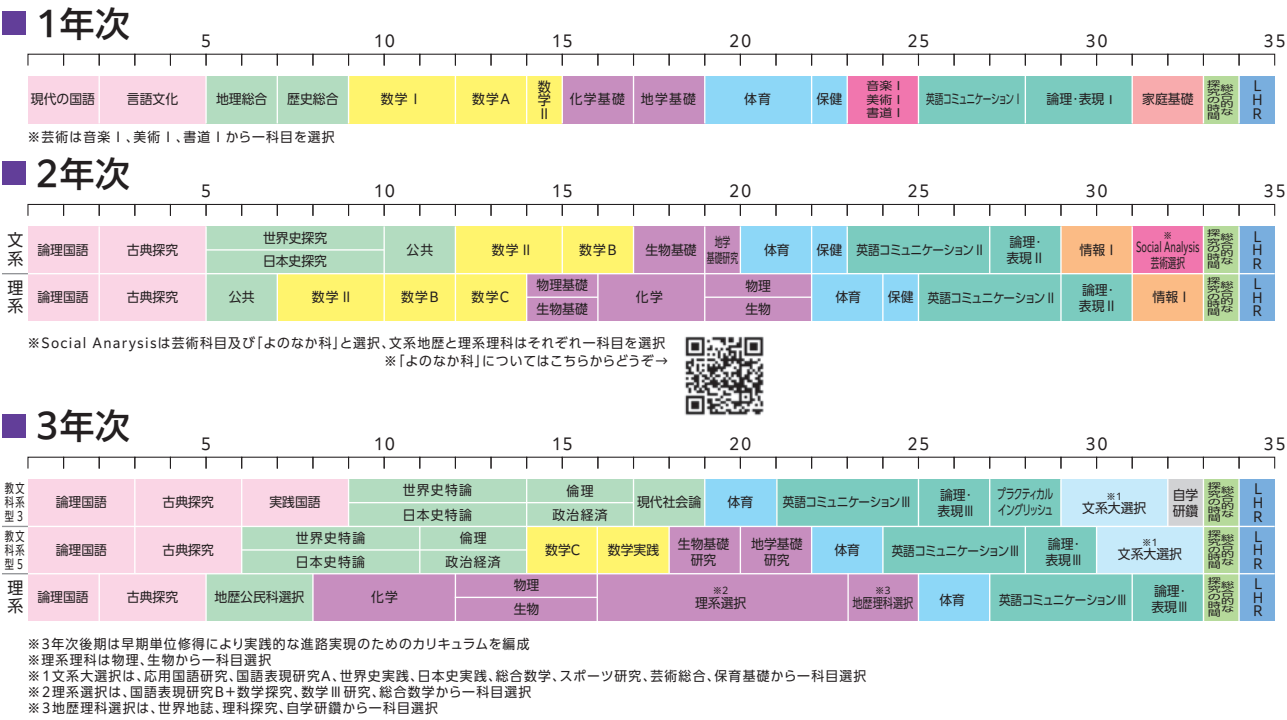 1年次
5 10 15 20 25 30 35
現代の国語 言語文化 地理総合 歴史総合 数学Ⅰ 数学A 数学Ⅱ 化学基礎 地学基礎 体育 保健 音楽Ⅰ 美術Ⅰ 書道Ⅰ 英語コミュニケーションⅠ 論理・表現Ⅰ 家庭基礎 総合的な探究の時間 LHR
※芸術は音楽Ⅰ、美術Ⅰ、書道Ⅰから一科目を選択
2年次
5 10 15 20 25 30 35
文系 論理国語 古典探究 世界史探究 日本史探究 公共 数学Ⅱ 数学B 生物基礎 地学基礎研究 体育 保健 英語コミュニケーションⅡ 論理・表現Ⅱ 情報Ⅰ ※Social Analysis 芸術選択 総合的な探究の時間 LHR
理系 論理国語 古典探究 公共 数学Ⅱ 数学B 数学C 物理基礎 生物基礎 化学 物理 生物 体育 保健 英語コミュニケーションⅡ 論理・表現Ⅱ 情報Ⅰ 総合的な探究の時間 LHR
※Social Anarysisは芸術科目及び「よのなか科」と選択、文系地歴と理系理科はそれぞれ一科目を選択
※「よのなか科」についてはこちらからどうぞ→
3年次
5 10 15 20 25 30 35
文系教科型3 論理国語 古典探究 実践国語 世界史特論 日本史特論 倫理 政治経済 現代社会論 体育 英語コミュニケーションⅢ 論理・表現Ⅲ プラクティカルイングリッシュ ※1文系大選択 自学研鑽 総合的な探究の時間 LHR
文系教科型5 論理国語 古典探究 世界史特論 日本史特論 倫理 政治経済 数学C 数学実践 生物基礎研究 地学基礎研究 体育 英語コミュニケーションⅢ 論理・表現Ⅲ ※1文系大選択 総合的な探究の時間 LHR
理系 論理国語 古典探究 地歴公民科選択 化学 物理 生物 ※2理系選択 ※3地歴理科選択 体育 英語コミュニケーションⅢ 論理・表現Ⅲ 総合的な探究の時間 LHR
※3年次後期は早期単位修得により実践的な進路実現のためのカリキュラムを編成
※理系理科は物理、生物から一科目選択
※1文系大選択は、応用国語研究、国語表現研究A、世界史実践、日本史実践、総合数学、スポーツ研究、芸術総合、保育基礎から一科目選択
※2理系選択は、国語表現研究B+数学探究、数学Ⅲ研究、総合数学から一科目選択
※3地歴理科選択は、世界地誌、理科探究、自学研鑽から一科目選択